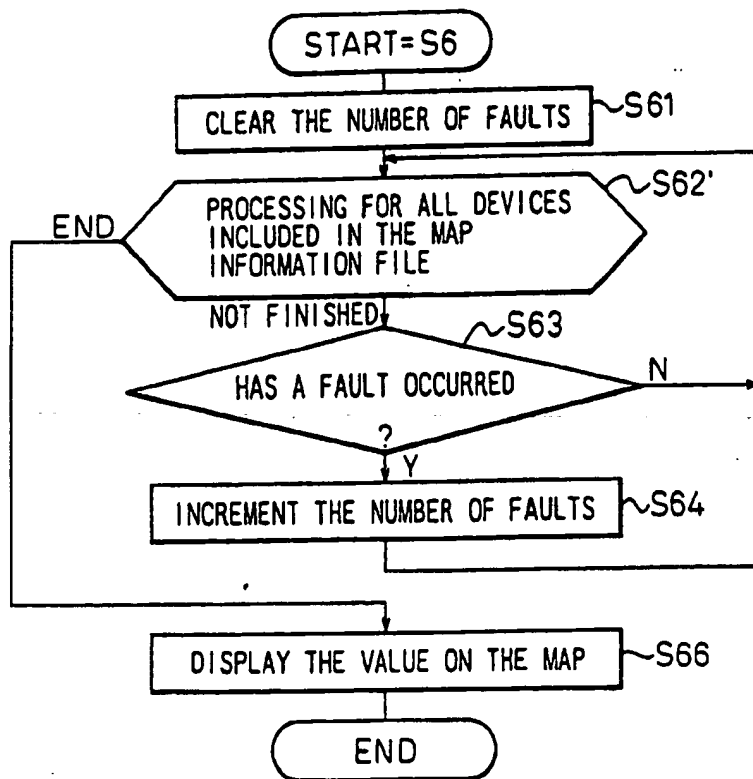 START=S6
CLEAR THE NUMBER OF FAULTS
S61
S62'
PROCESSING FOR ALL DEVICES
INCLUDED IN THE MAP
INFORMATION FILE
END
NOT FINISHED
S63
HAS A FAULT OCCURRED
?
N
Y
INCREMENT THE NUMBER OF FAULTS
S64
DISPLAY THE VALUE ON THE MAP
S66
END